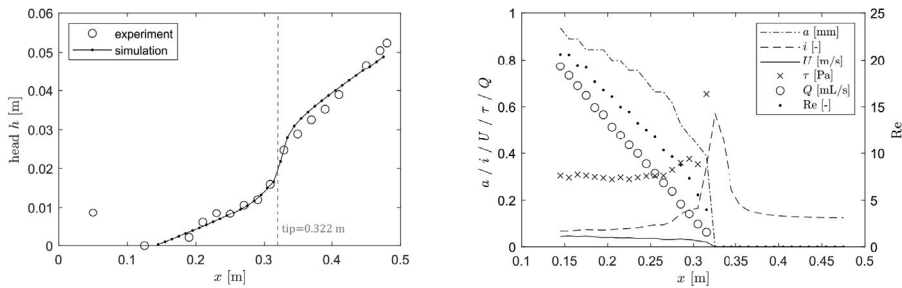 0.06
0.05
0.04
0.03
0.02
0.01
0
head h [m]
experiment
simulation
tip=0.322 m
0 0.1 0.2 0.3 0.4 0.5
x [m]
1
0.8
0.6
0.4
0.2
0
a / i / U / τ / Q
a [mm]
i [-]
U [m/s]
τ [Pa]
Q [mL/s]
Re [-]
25
20
15
10
5
0
Re
0.1 0.15 0.2 0.25 0.3 0.35 0.4 0.45 0.5
x [m]